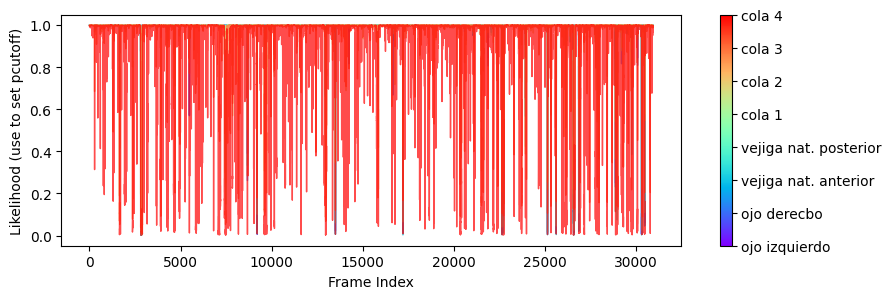 Likelihood (use to set pcutoff)
1.0
0.8
0.6
0.4
0.2
0.0
0
5000
10000
15000
20000
25000
30000
Frame Index
cola 4
cola 3
cola 2
cola 1
vejiga nat. posterior
vejiga nat. anterior
ojo derecbo
ojo izquierdo